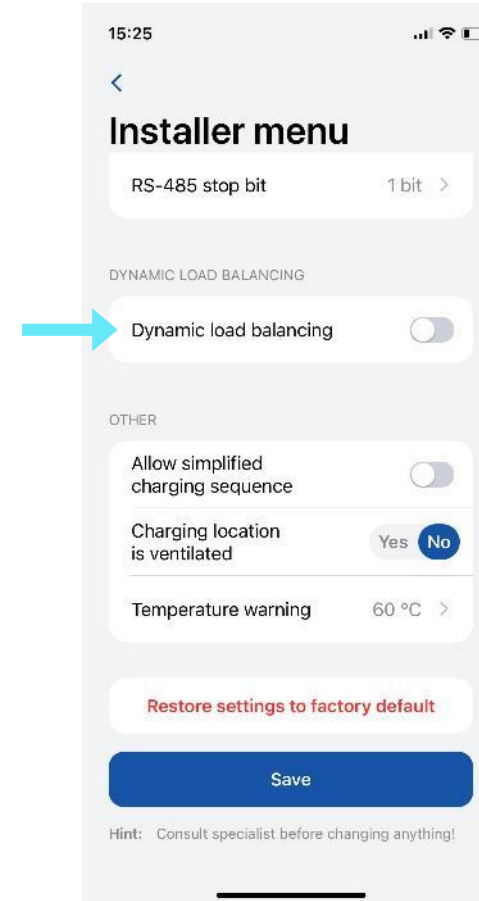 15:25
Installer menu
RS-485 stop bit 1 bit
DYNAMIC LOAD BALANCING
Dynamic load balancing
OTHER
Allow simplified
charging sequence
Charging location
is ventilated
Yes No
Temperature warning 60 °C
Restore settings to factory default
Save
Hint: Consult specialist before changing anything!